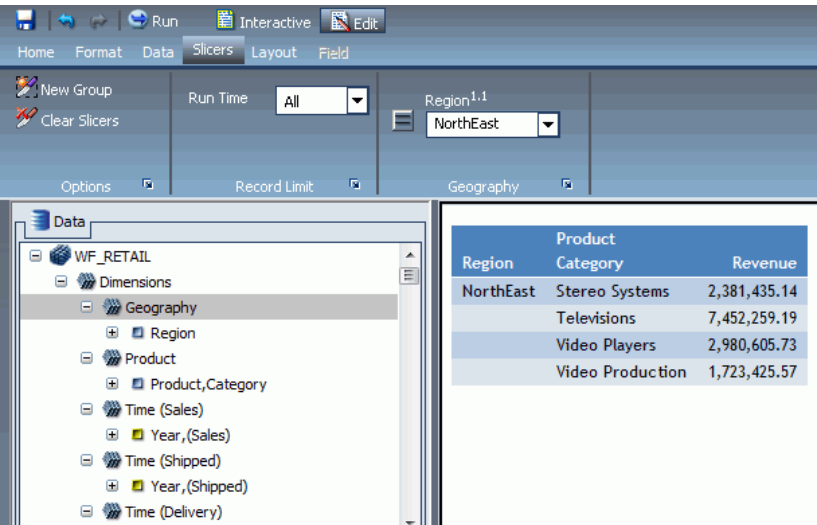 Run Interactive Edit
Home Format Data Slicers Layout Field
New Group
Clear Slicers
Options
Run Time All
Record Limit
Region1.1
NorthEast
Geography
Data
WF_RETAIL
Dimensions
Geography
Region
Product
Product,Category
Time (Sales)
Year,(Sales)
Time (Shipped)
Year,(Shipped)
Time (Delivery)
Product
Region Category Revenue
NorthEast Stereo Systems 2,381,435.14
Televisions 7,452,259.19
Video Players 2,980,605.73
Video Production 1,723,425.57